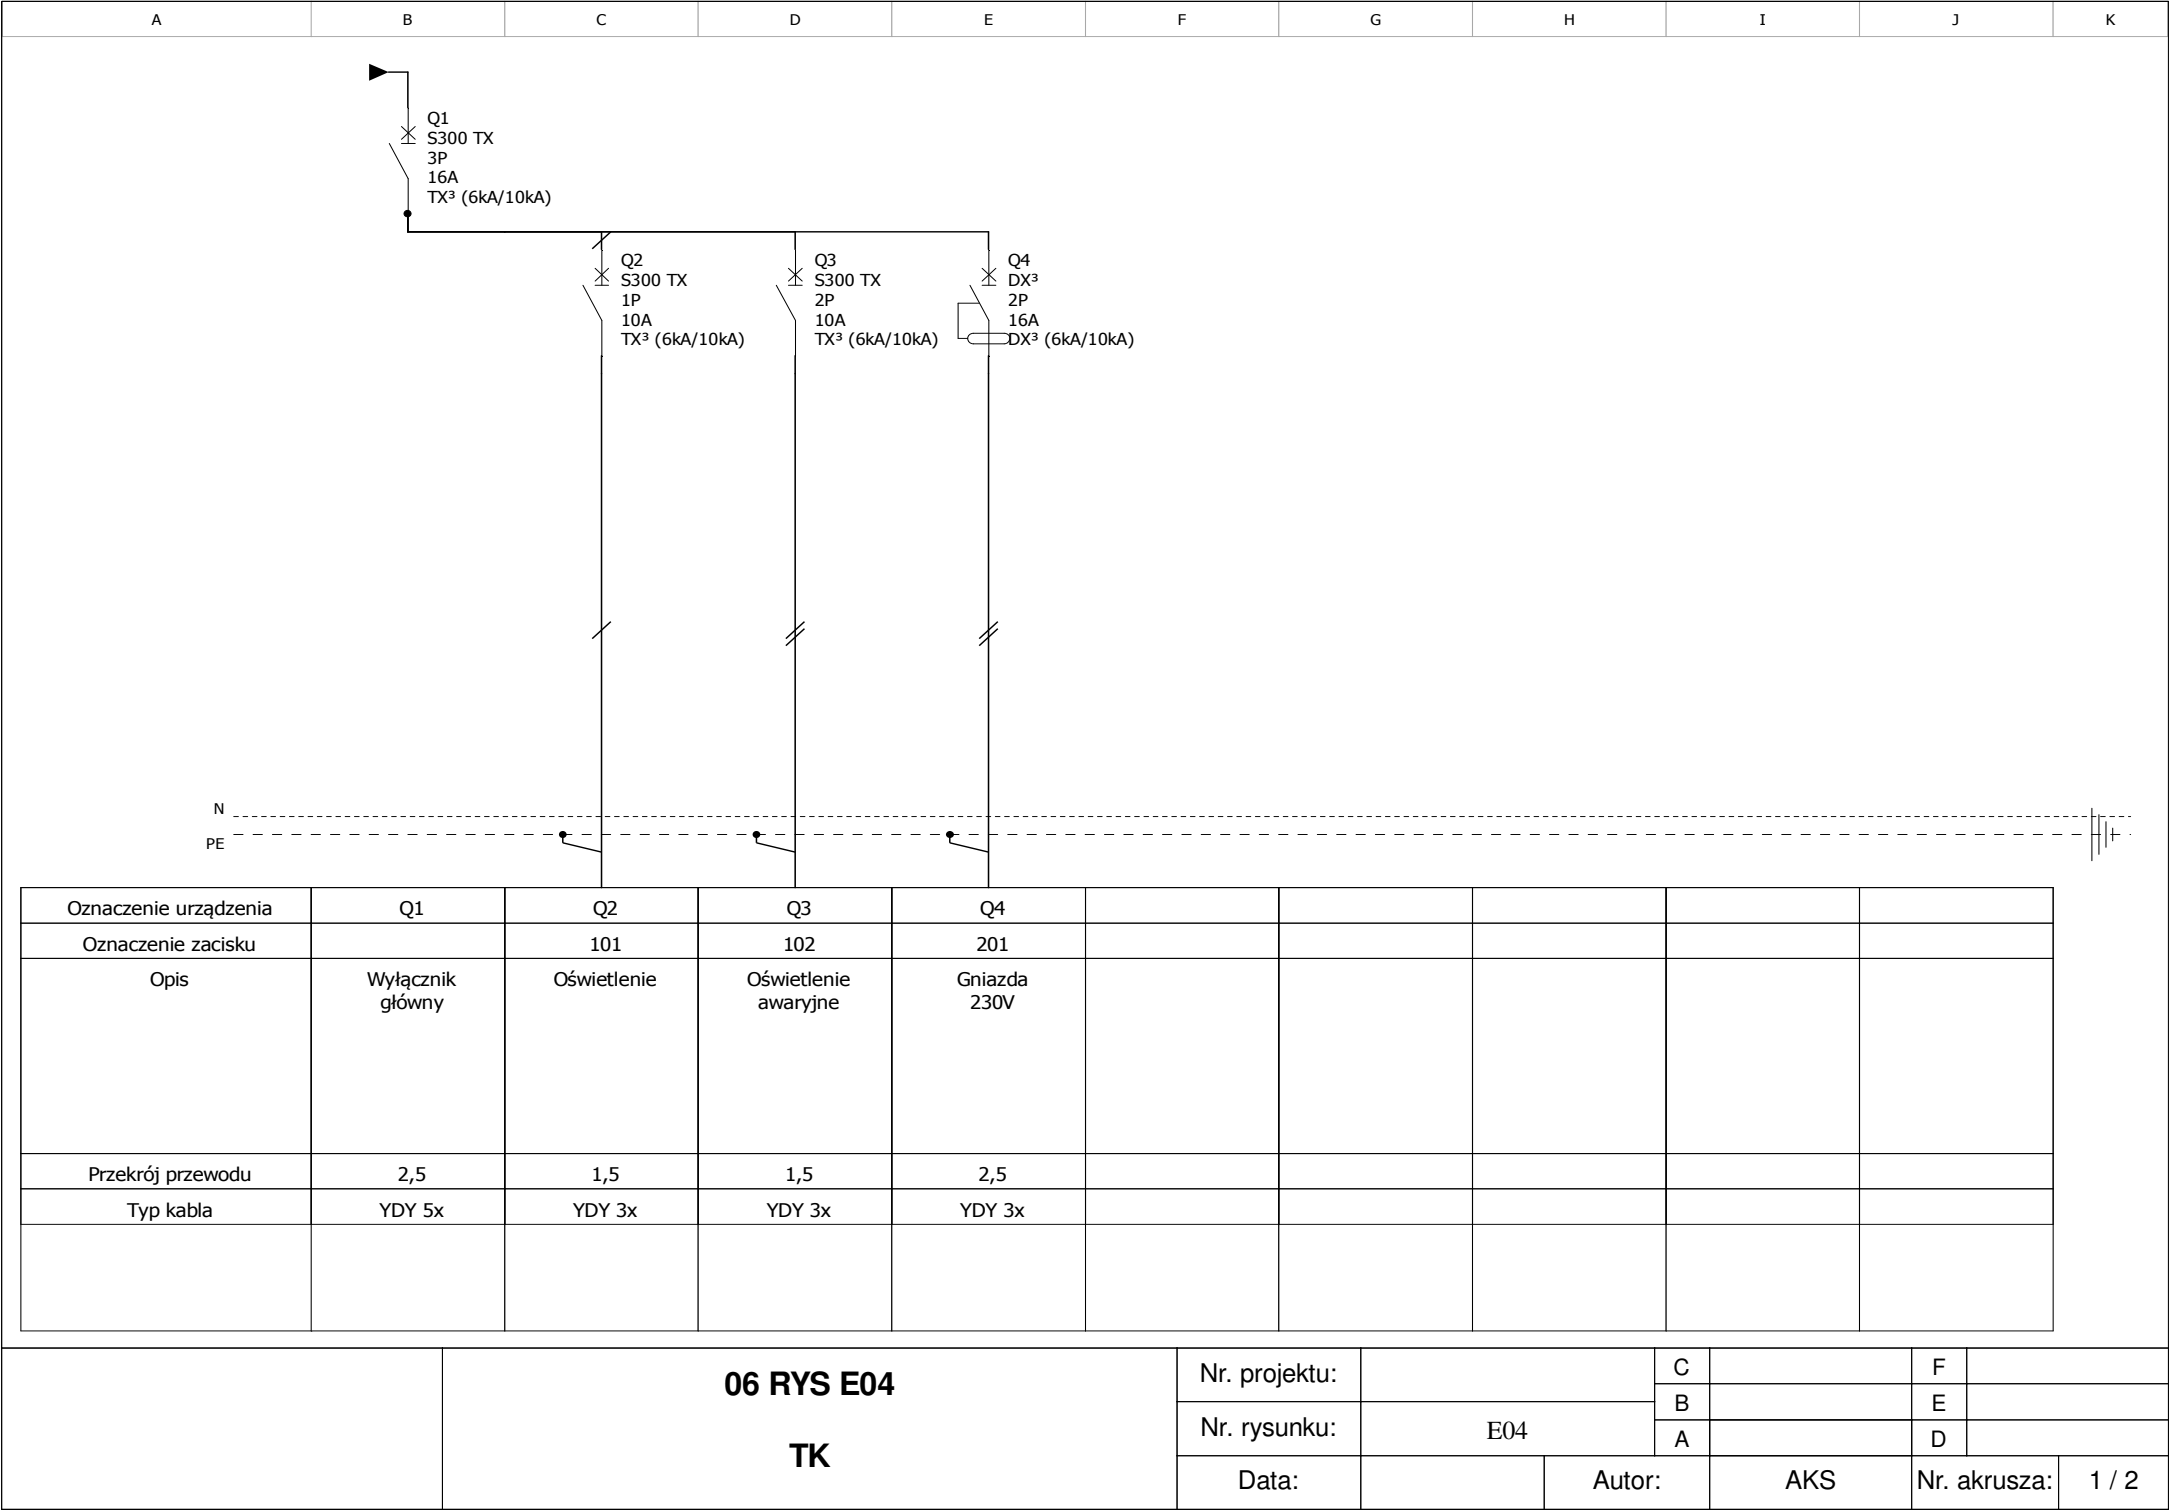 A B C D E F G H I J K
Q1
S300 TX
3P
16A
TX³ (6kA/10kA)
Q2
S300 TX
1P
10A
TX³ (6kA/10kA)
Q3
S300 TX
2P
10A
TX³ (6kA/10kA)
Q4
DX³
2P
16A
DX³ (6kA/10kA)
N
PE
Oznaczenie urządzenia Q1 Q2 Q3 Q4
Oznaczenie zacisku 101 102 201
Opis
Wyłącznik
główny
Oświetlenie
Oświetlenie
awaryjne
Gniazda
230V
Przekrój przewodu 2,5 1,5 1,5 2,5
Typ kabla YDY 5x YDY 3x YDY 3x YDY 3x
06 RYS E04
TK
Nr. projektu:
Nr. rysunku: E04
C F
B E
A D
Data: Autor: AKS Nr. akrusza: 1 / 2